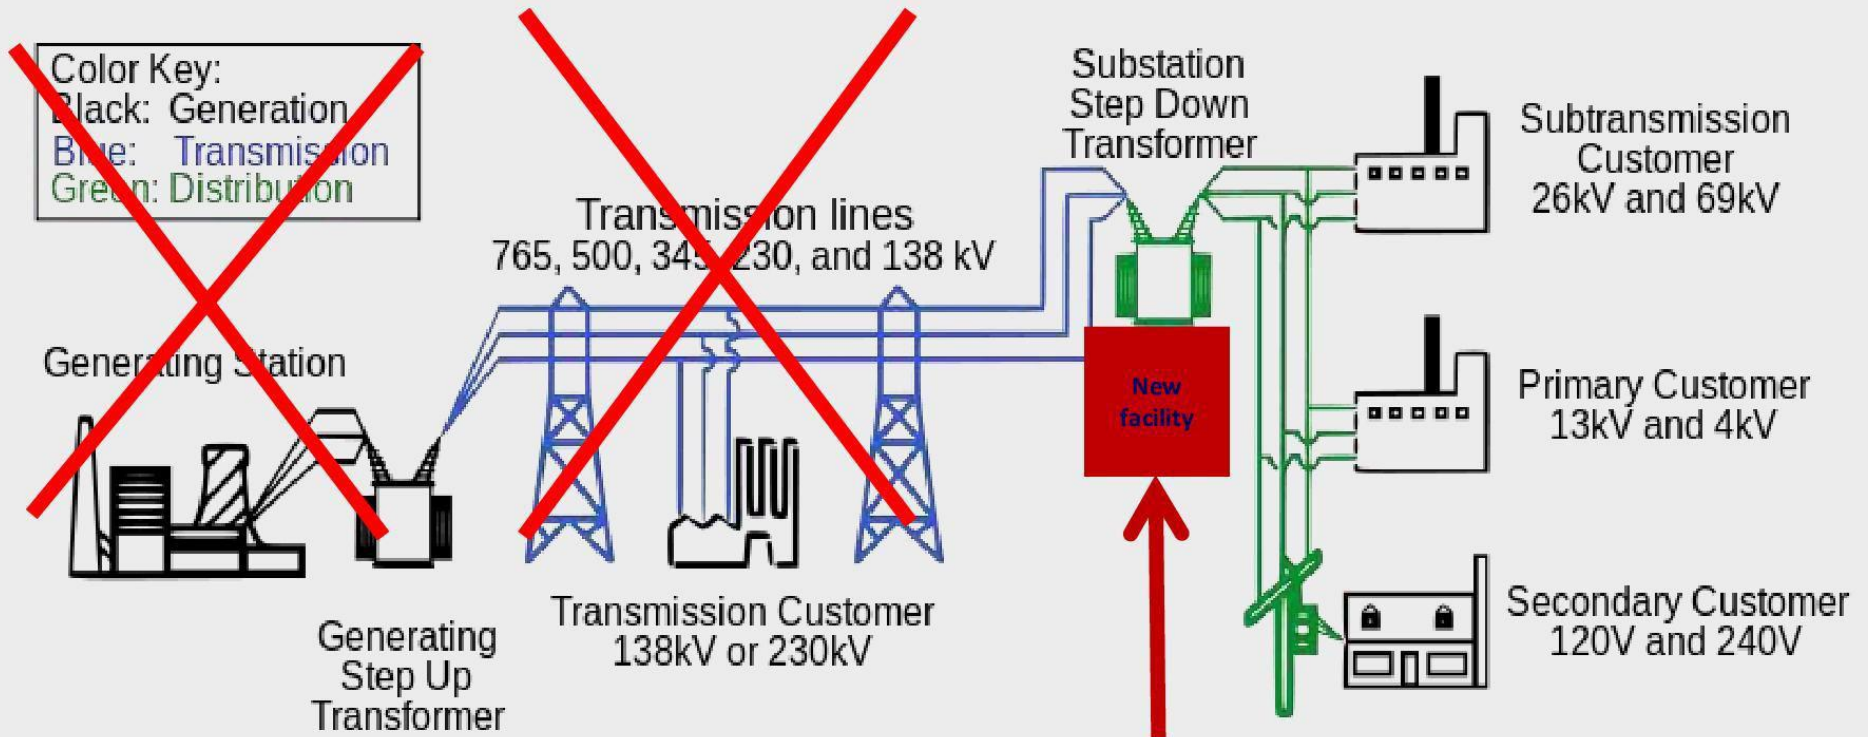 Color Key:
Black: Generation
Blue: Transmission
Green: Distribution
Generating Station
Generating
Step Up
Transformer
Transmission lines
765, 500, 345, 230, and 138 kV
Transmission Customer
138kV or 230kV
Substation
Step Down
Transformer
New
facility
Subtransmission
Customer
26kV and 69kV
Primary Customer
13kV and 4kV
Secondary Customer
120V and 240V